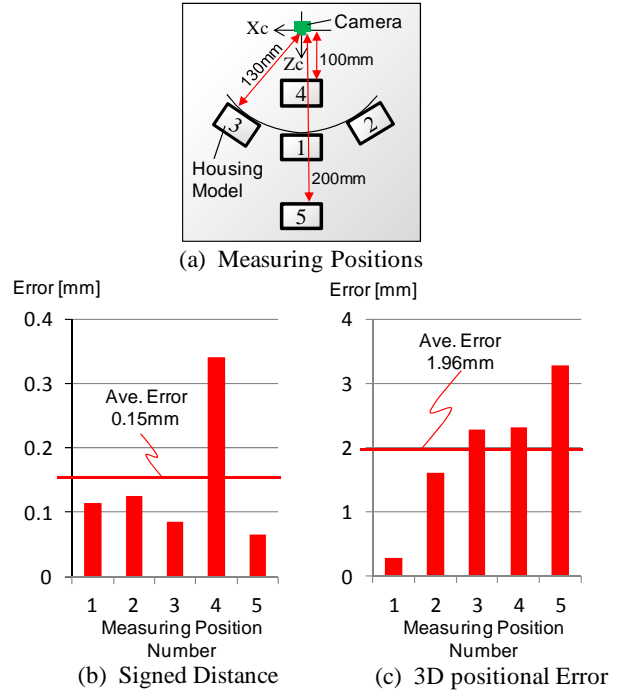 Camera
Xc
Zc
100mm
130mm
4
3
2
1
Housing
Model
200mm
5
(a) Measuring Positions
Error [mm]
0.4
0.3
0.2
0.1
0
Ave. Error
0.15mm
1 2 3 4 5
Measuring Position
Number
(b) Signed Distance
Error [mm]
4
3
2
1
0
Ave. Error
1.96mm
1 2 3 4 5
Measuring Position
Number
(c) 3D positional Error